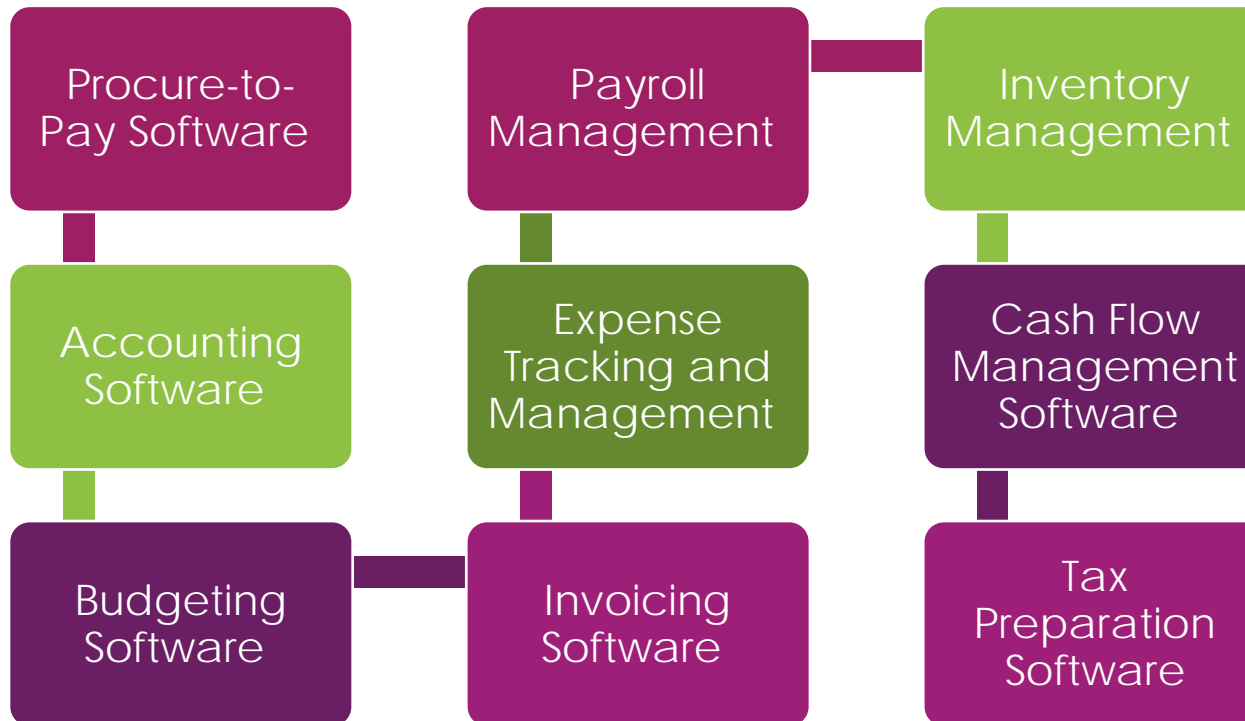 Procure-to-
Pay Software
Accounting
Software
Budgeting
Software
Invoicing
Software
Expense
Tracking and
Management
Payroll
Management
Inventory
Management
Cash Flow
Management
Software
Tax
Preparation
Software